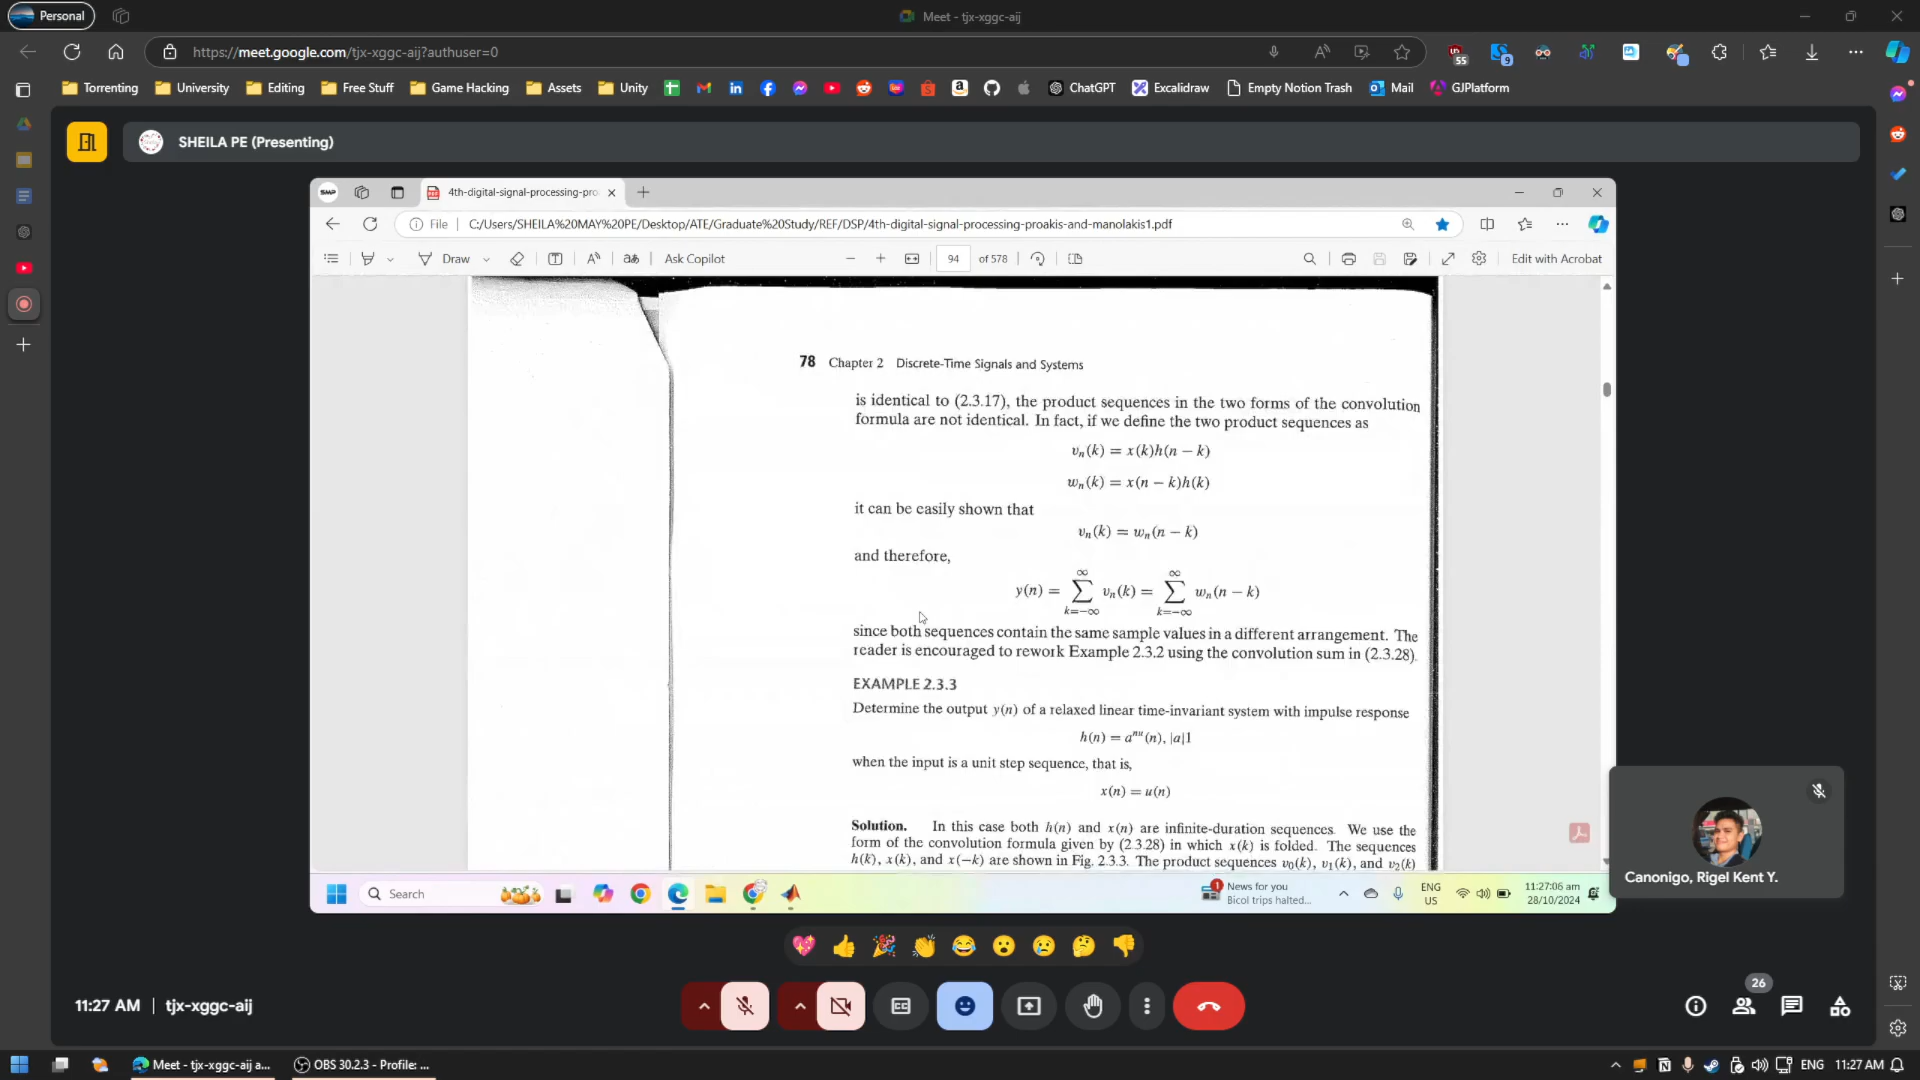 Personal
Meet - tjx-xggc-aij
https://meet.google.com/tjx-xggc-aij?authuser=0
55
9
Torrenting
University
Editing
Free Stuff
Game Hacking
Assets
Unity
ChatGPT
Excalidraw
Empty Notion Trash
Mail
GJPlatform
SHEILA PE (Presenting)
SMP
4th-digital-signal-processing-pro
File
C:/Users/SHEILA%20MAY%20PE/Desktop/ATE/Graduate%20Study/REF/DSP/4th-digital-signal-processing-proakis-and-manolakis1.pdf
Draw
Ask Copilot
94 of 578
Edit with Acrobat
78 Chapter 2 Discrete-Time Signals and Systems
is identical to (2.3.17), the product sequences in the two forms of the convolution
formula are not identical. In fact, if we define the two product sequences as
vₙ(k) = x(k)h(n − k)
wₙ(k) = x(n − k)h(k)
it can be easily shown that
vₙ(k) = wₙ(n − k)
and therefore,
y(n) = ∑_{k=−∞}^{∞} vₙ(k) = ∑_{k=−∞}^{∞} wₙ(n − k)
since both sequences contain the same sample values in a different arrangement. The
reader is encouraged to rework Example 2.3.2 using the convolution sum in (2.3.28).
EXAMPLE 2.3.3
Determine the output y(n) of a relaxed linear time-invariant system with impulse response
h(n) = a^{nu}(n), |a|1
when the input is a unit step sequence, that is,
x(n) = u(n)
Solution. In this case both h(n) and x(n) are infinite-duration sequences. We use the
form of the convolution formula given by (2.3.28) in which x(k) is folded. The sequences
h(k), x(k), and x(−k) are shown in Fig. 2.3.3. The product sequences v₀(k), v₁(k), and v₂(k)
Canonigo, Rigel Kent Y.
Search
1
News for you
Bicol trips halted...
ENG
US
11:27:06 am
28/10/2024
11:27 AM | tjx-xggc-aij
26
Meet - tjx-xggc-aij a...
OBS 30.2.3 - Profile: ...
ENG
11:27 AM